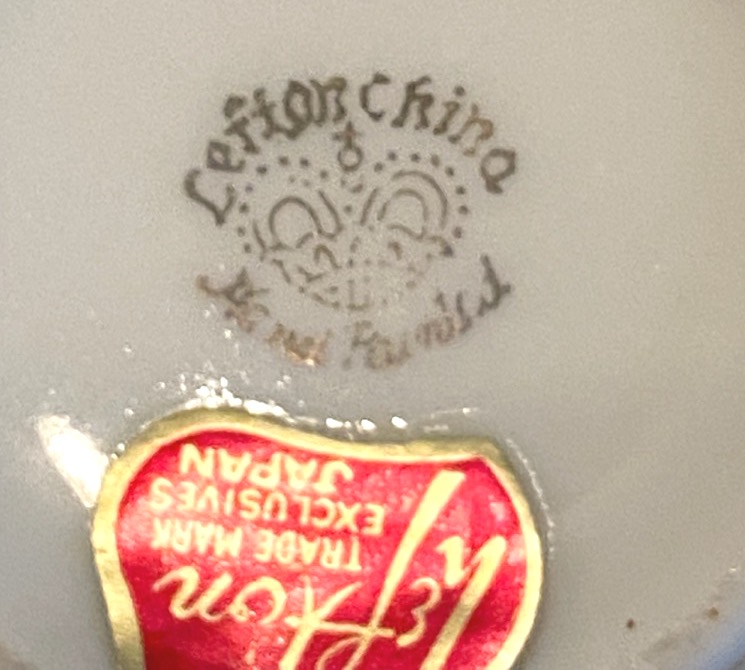 Lefton China
Hand Painted
Lefton
TRADE MARK
EXCLUSIVES
JAPAN